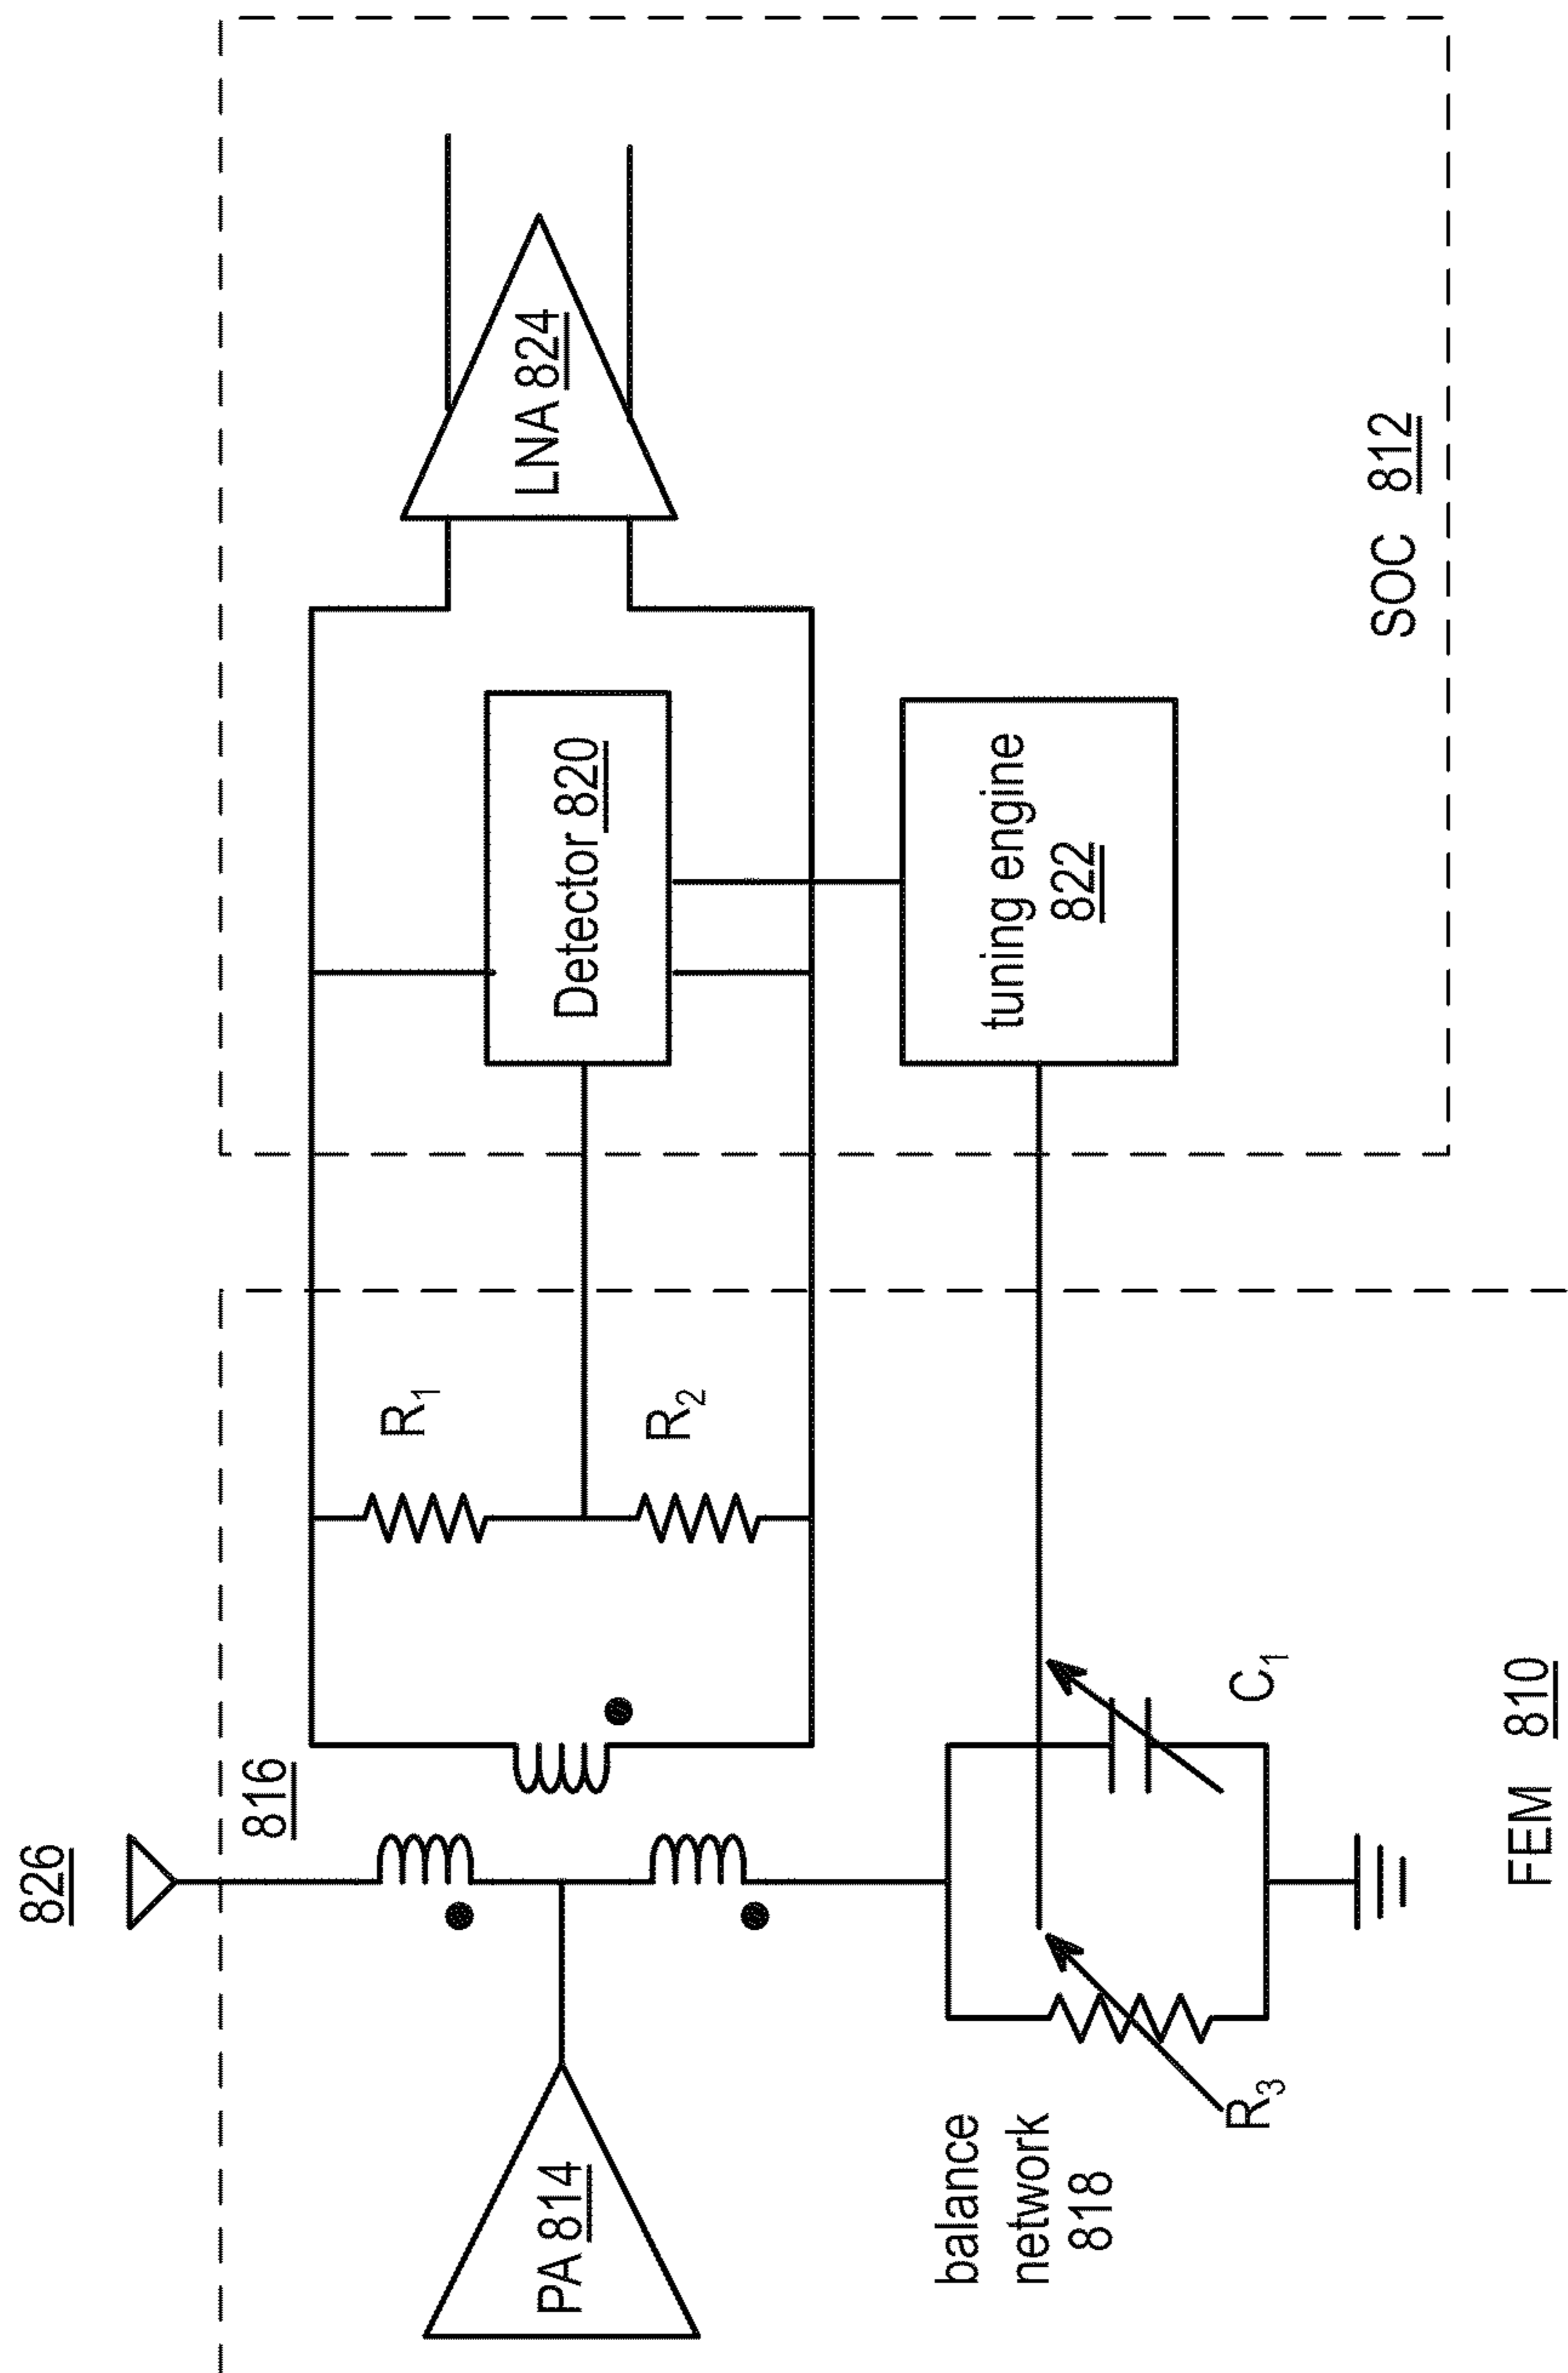 826
816
R1
R2
Detector 820
LNA 824
PA 814
balance
network
818
R3
C1
tuning engine
822
FEM 810
SOC 812